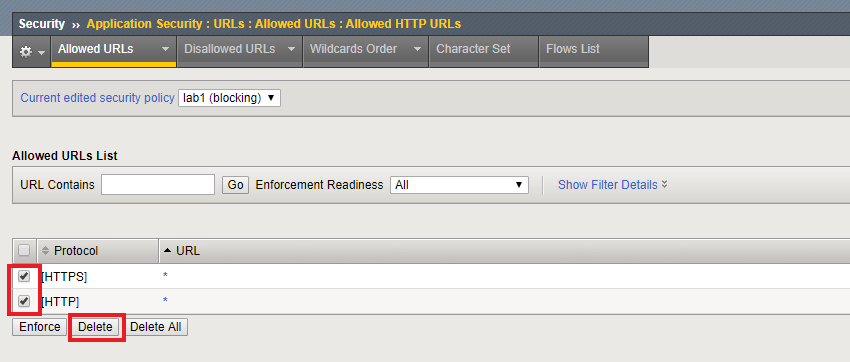 Security ›› Application Security : URLs : Allowed URLs : Allowed HTTP URLs
Allowed URLs Disallowed URLs Wildcards Order Character Set Flows List
Current edited security policy lab1 (blocking)
Allowed URLs List
URL Contains Go Enforcement Readiness All Show Filter Details
Protocol URL
[HTTPS] *
[HTTP] *
Enforce Delete Delete All